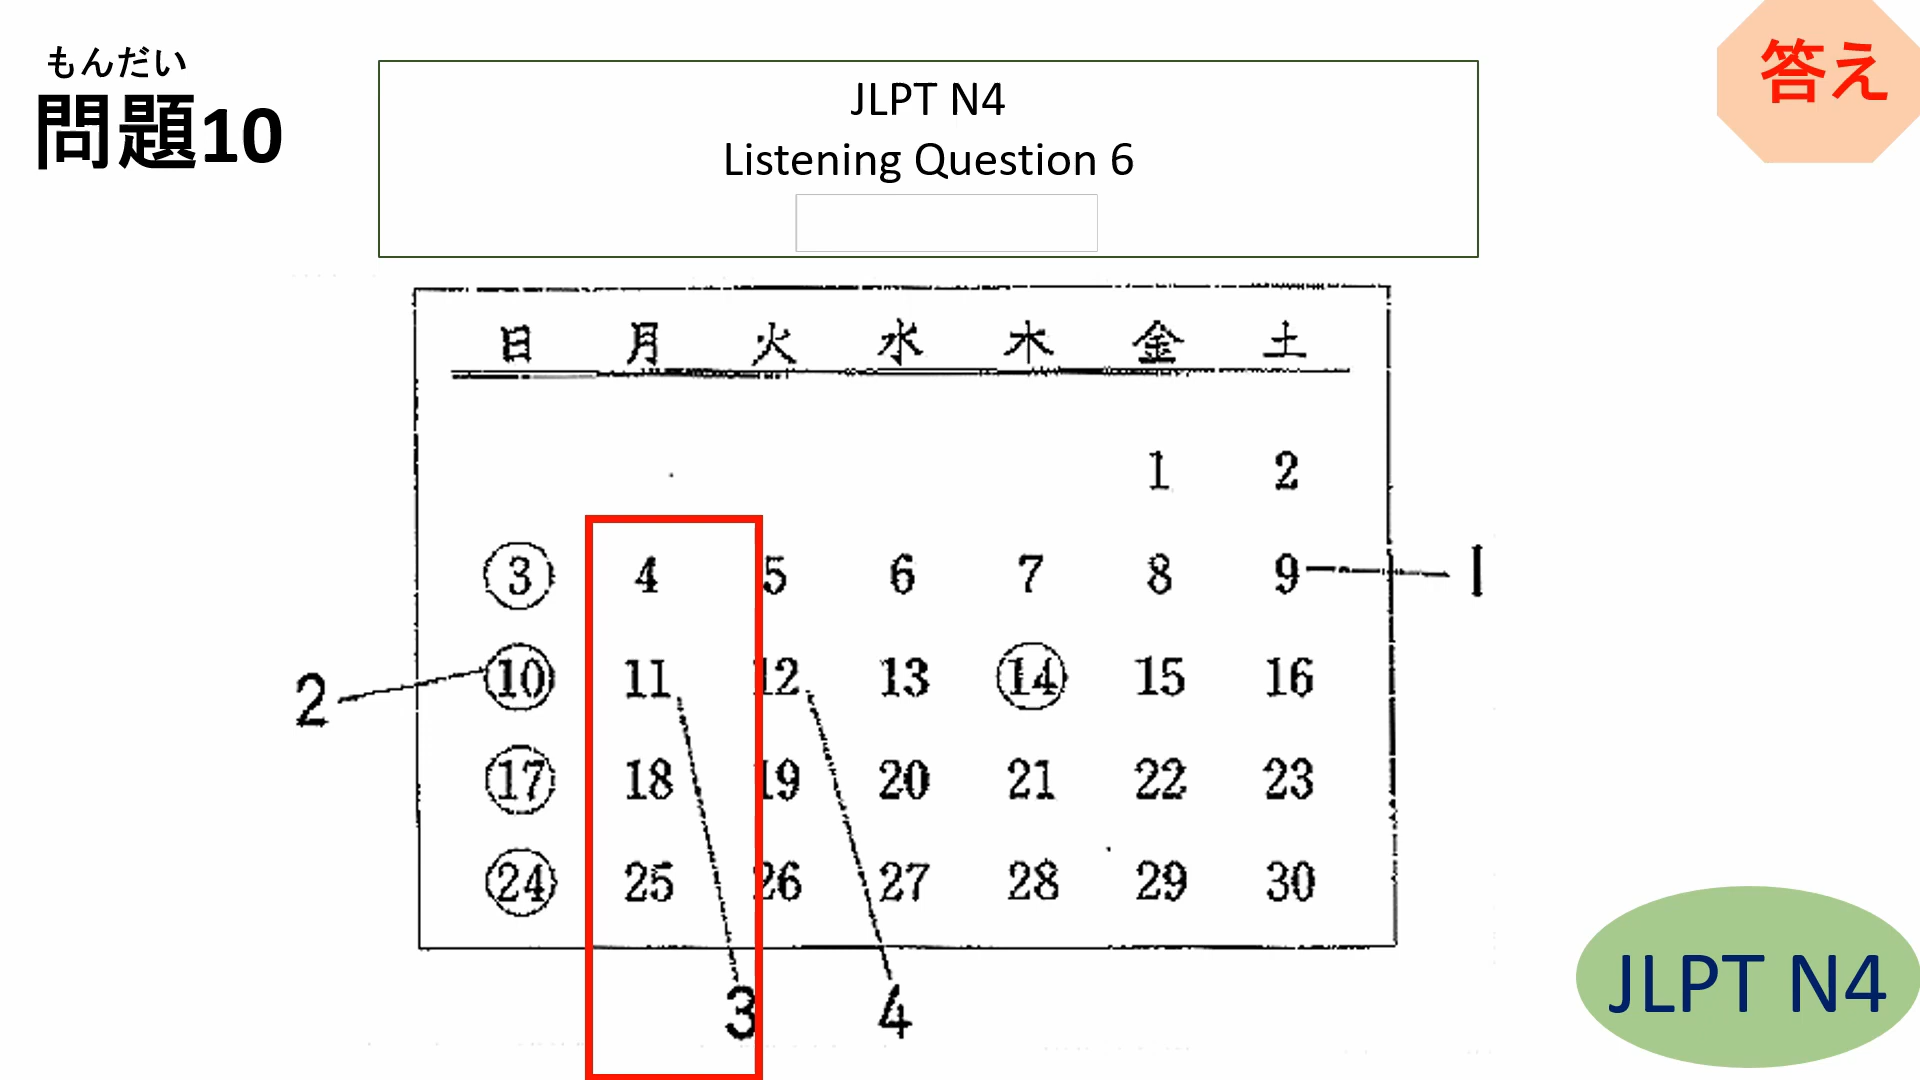 もんだい
問題10
JLPT N4
Listening Question 6
答え
日 月 火 水 木 金 土
1 2
3 4 5 6 7 8 9 1
2 10 11 12 13 14 15 16
17 18 19 20 21 22 23
24 25 26 27 28 29 30
3 4
JLPT N4